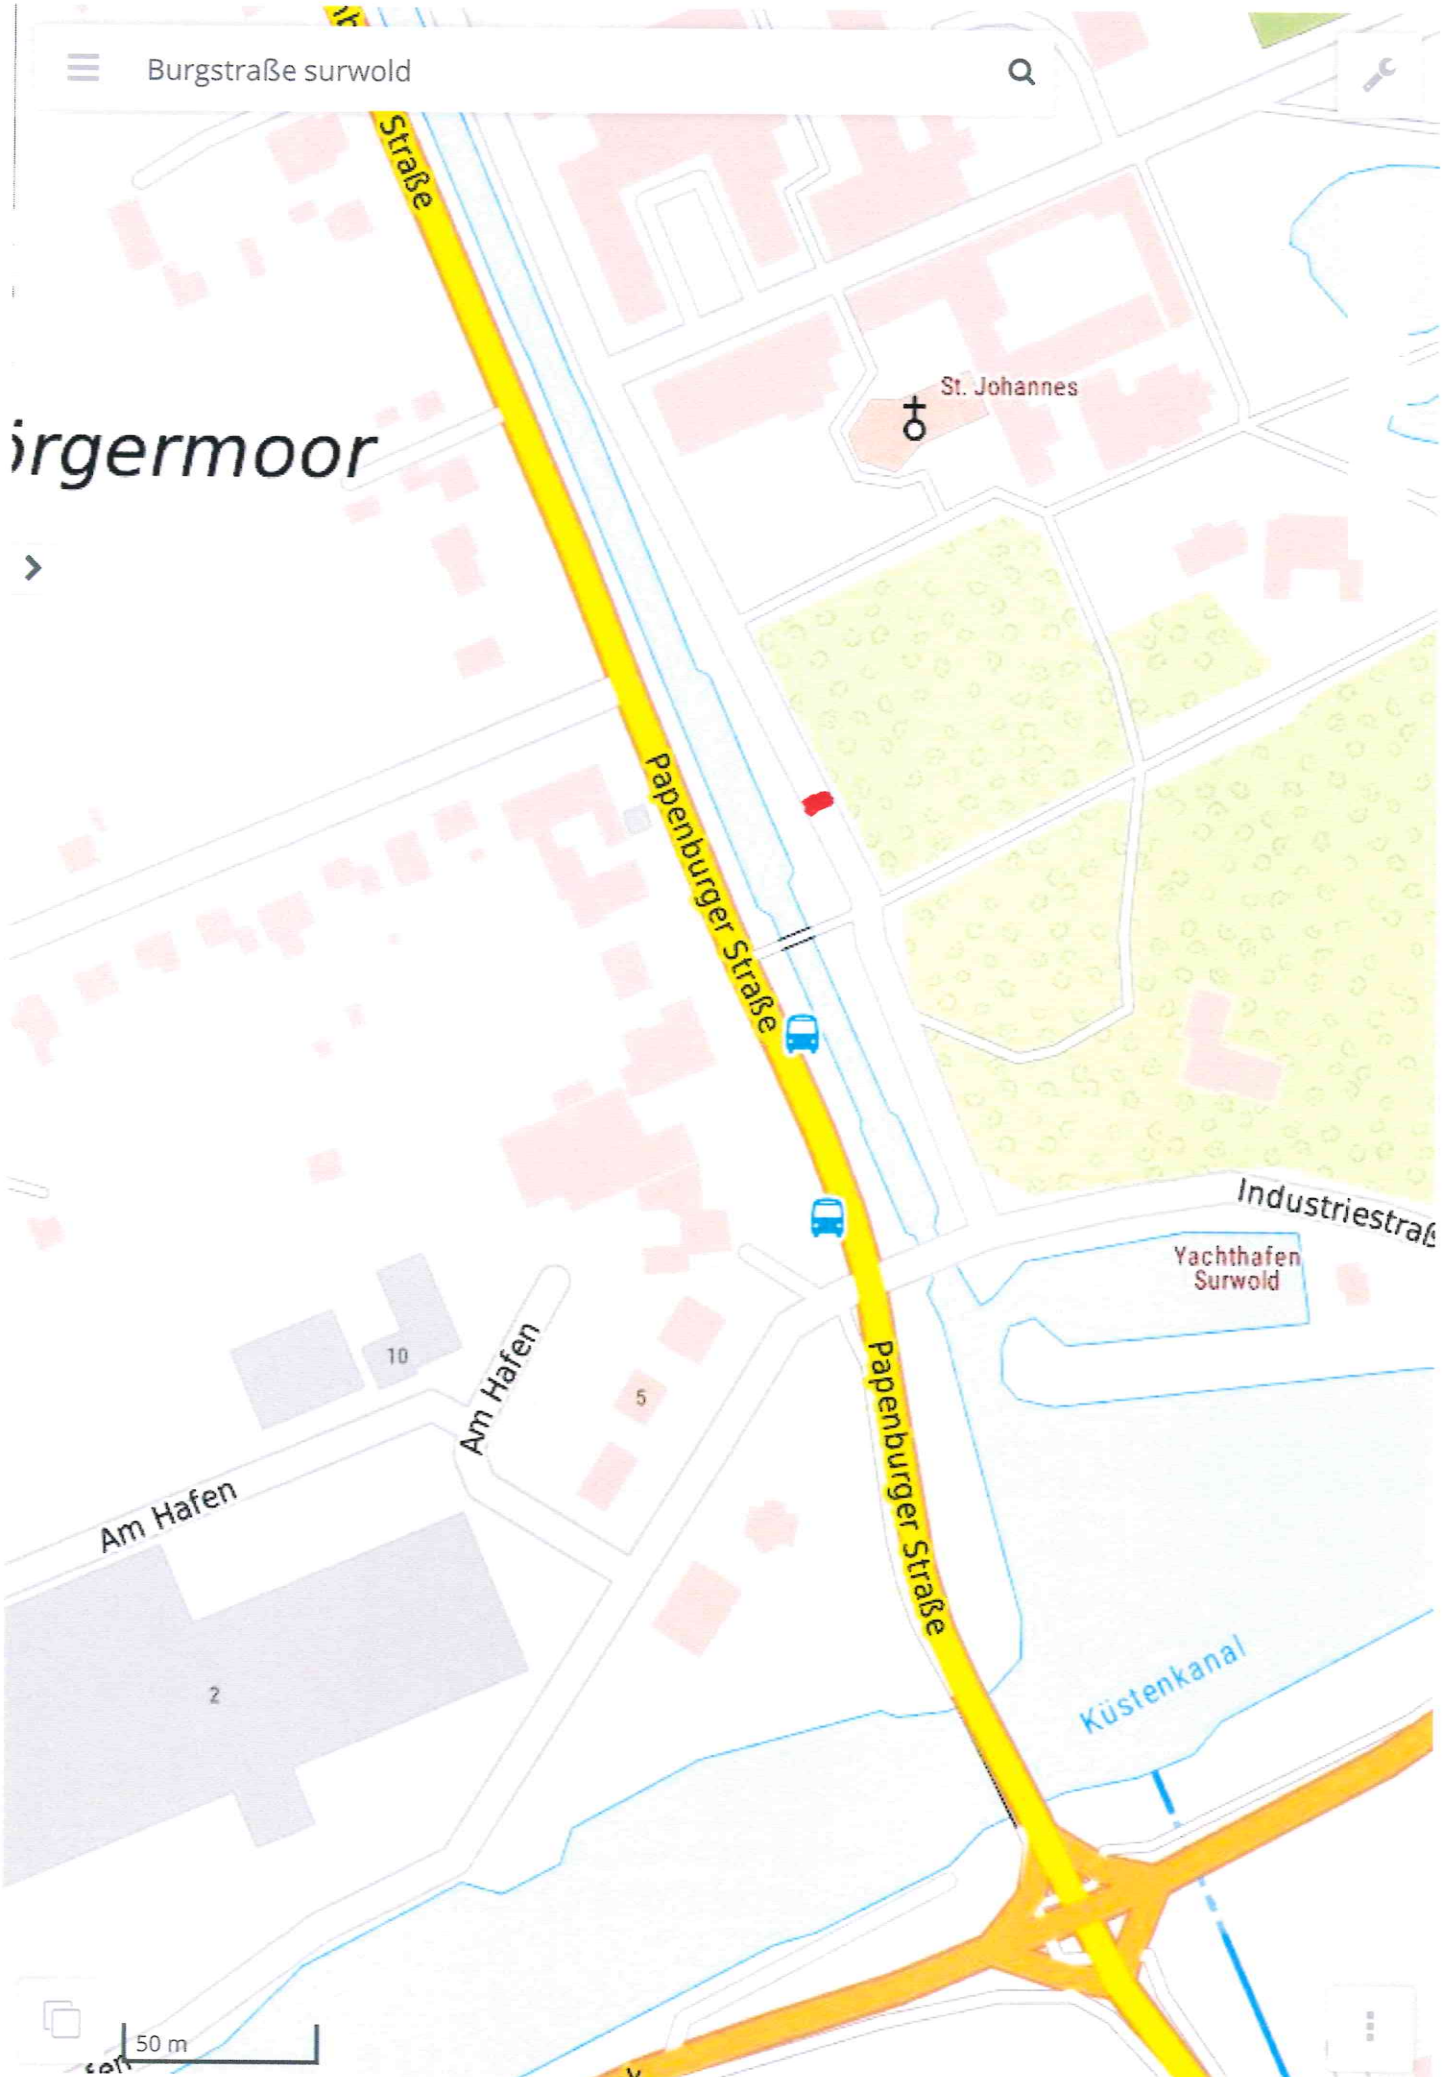 Burgstraße surwold
Straße
St. Johannes
örgermoor
Papenburger Straße
Industriestraß
Yachthafen
Surwold
10
Am Hafen
5
Papenburger Straße
Am Hafen
2
Küstenkanal
50 m